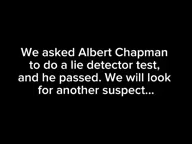 We asked Albert Chapman
to do a lie detector test,
and he passed. We will look
for another suspect...